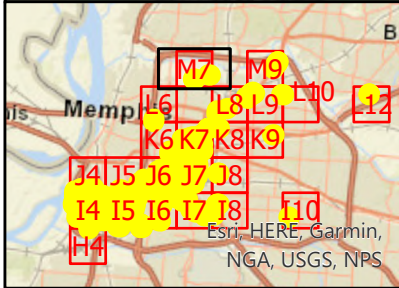 B
M7 M9
L6 L8 L9 L10 L12
Memphis
K6 K7 K8 K9
J4 J5 J6 J7 J8
I4 I5 I6 I7 I8 I10
H4
Esri, HERE, Garmin,
NGA, USGS, NPS